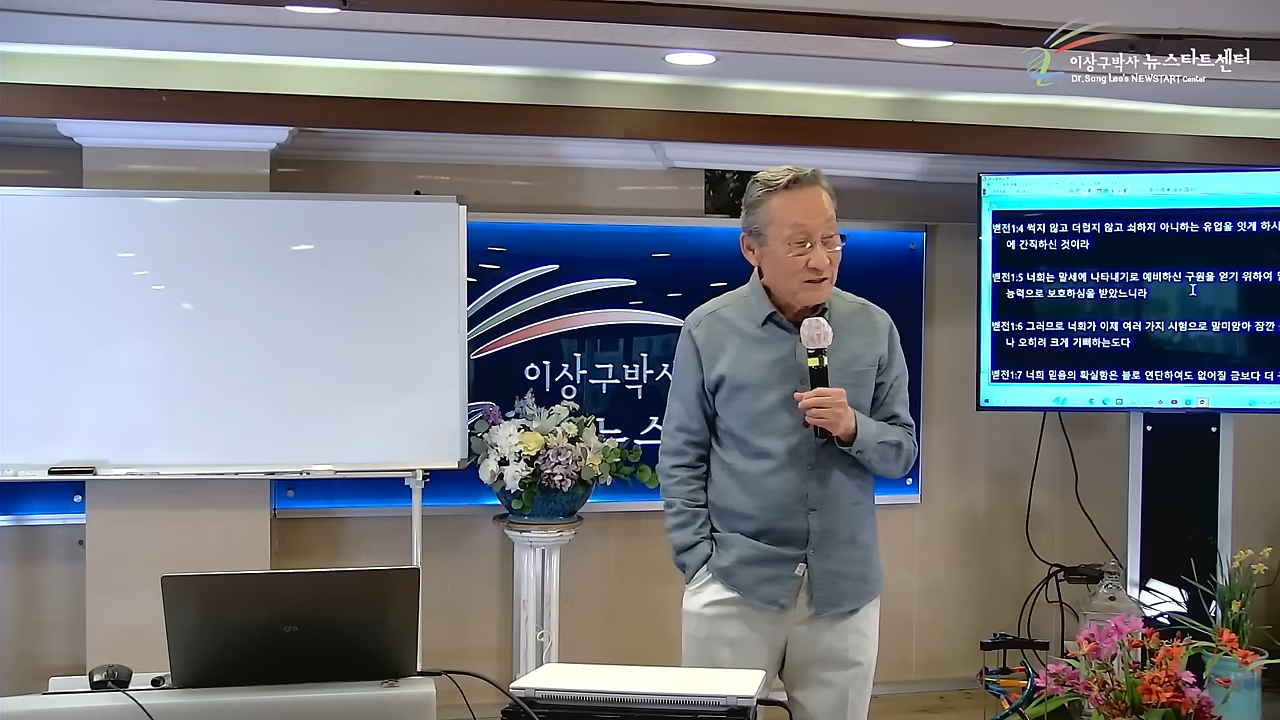 이상구박사 뉴스타트센터
Dr.Sang Lee's NEWSTART Center
벧전1:4 썩지 않고 더럽지 않고 쇠하지 아니하는 유업을 잇게 하시
에 간직하신 것이라
벧전1:5 너희는 말세에 나타내기로 예비하신 구원을 얻기 위하여
능력으로 보호하심을 받았느니라
벧전1:6 그러므로 너희가 이제 여러 가지 시험으로 말미암아 잠깐
나 오히려 크게 기뻐하는도다
벧전1:7 너희 믿음의 확실함은 불로 연단하여도 없어질 금보다 더
이상구박사
뉴스
gram